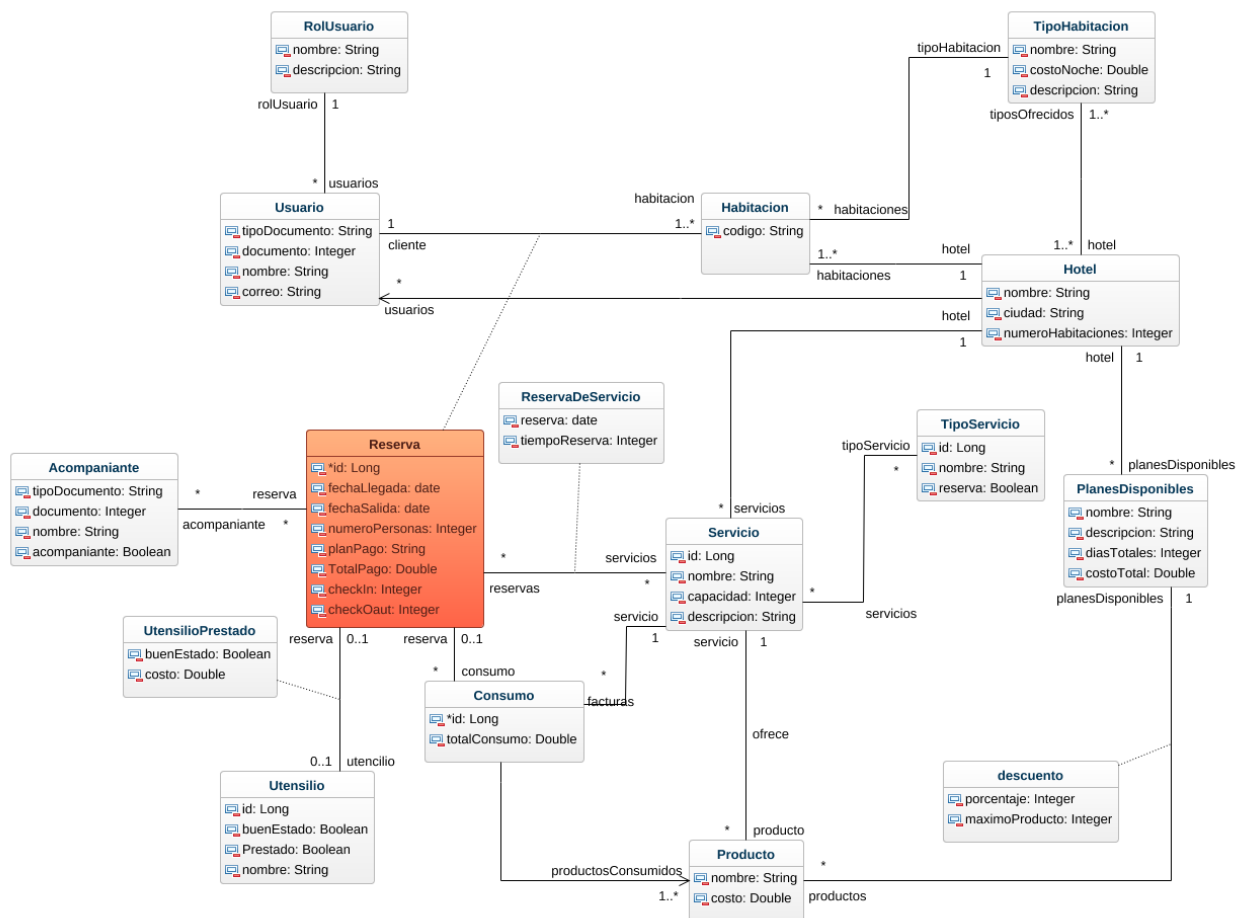 RolUsuario
nombre: String
descripcion: String
rolUsuario 1
* usuarios
TipoHabitacion
nombre: String
costoNoche: Double
descripcion: String
tipoHabitacion
1
tiposOfrecidos 1..*
Usuario
tipoDocumento: String
documento: Integer
nombre: String
correo: String
1
cliente
habitacion
1..*
Habitacion
codigo: String
* habitaciones
1..*
habitaciones
hotel
1
1..* hotel
Hotel
nombre: String
ciudad: String
numeroHabitaciones: Integer
*
usuarios
hotel
1
hotel 1
ReservaDeServicio
reserva: date
tiempoReserva: Integer
TipoServicio
id: Long
nombre: String
reserva: Boolean
tipoServicio
*
Reserva
*id: Long
fechaLlegada: date
fechaSalida: date
numeroPersonas: Integer
planPago: String
TotalPago: Double
checkIn: Integer
checkOaut: Integer
Acompaniante
tipoDocumento: String
documento: Integer
nombre: String
acompaniante: Boolean
* reserva
acompaniante *
* planesDisponibles
PlanesDisponibles
nombre: String
descripcion: String
diasTotales: Integer
costoTotal: Double
planesDisponibles 1
* servicios
Servicio
id: Long
nombre: String
capacidad: Integer
descripcion: String
* servicios
reservas *
*
servicios
servicio
1
servicio 1
UtensilioPrestado
buenEstado: Boolean
costo: Double
reserva 0..1
reserva 0..1
* consumo
*
facturas
Consumo
*id: Long
totalConsumo: Double
ofrece
0..1 utencilio
Utensilio
id: Long
buenEstado: Boolean
Prestado: Boolean
nombre: String
descuento
porcentaje: Integer
maximoProducto: Integer
* producto
Producto
nombre: String
costo: Double
productosConsumidos
1..*
*
productos